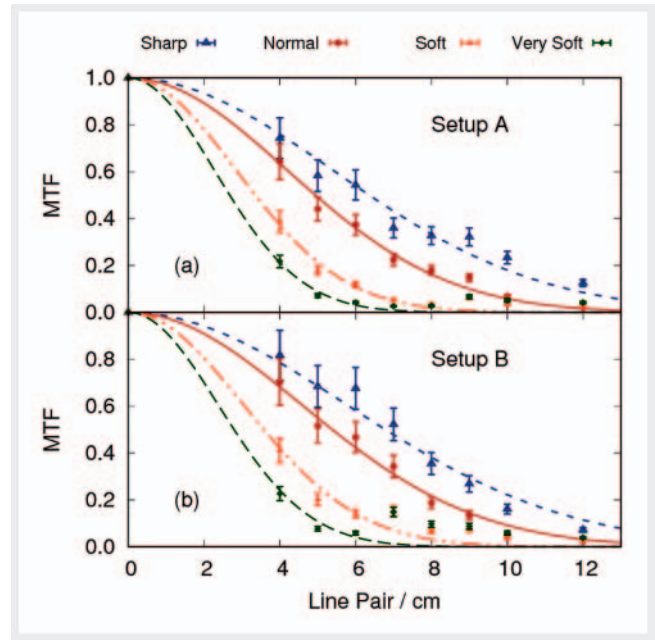 Sharp Normal Soft Very Soft
1.0
0.8
0.6
0.4
0.2
0.0
MTF
Setup A
(a)
0.8
0.6
0.4
0.2
0.0
MTF
Setup B
(b)
0 2 4 6 8 10 12
Line Pair / cm